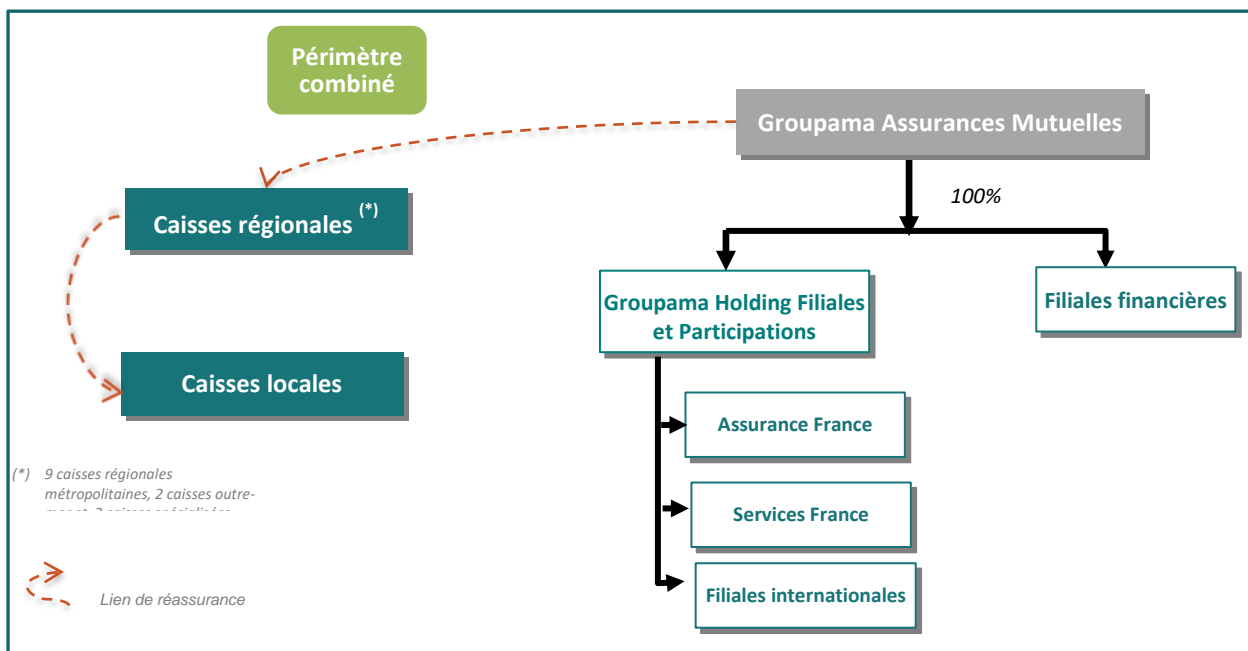 Périmètre
combiné
Groupama Assurances Mutuelles
100%
Caisses régionales (*)
Groupama Holding Filiales
et Participations
Filiales financières
Caisses locales
Assurance France
Services France
Filiales internationales
(*) 9 caisses régionales
métropolitaines, 2 caisses outre-
Lien de réassurance